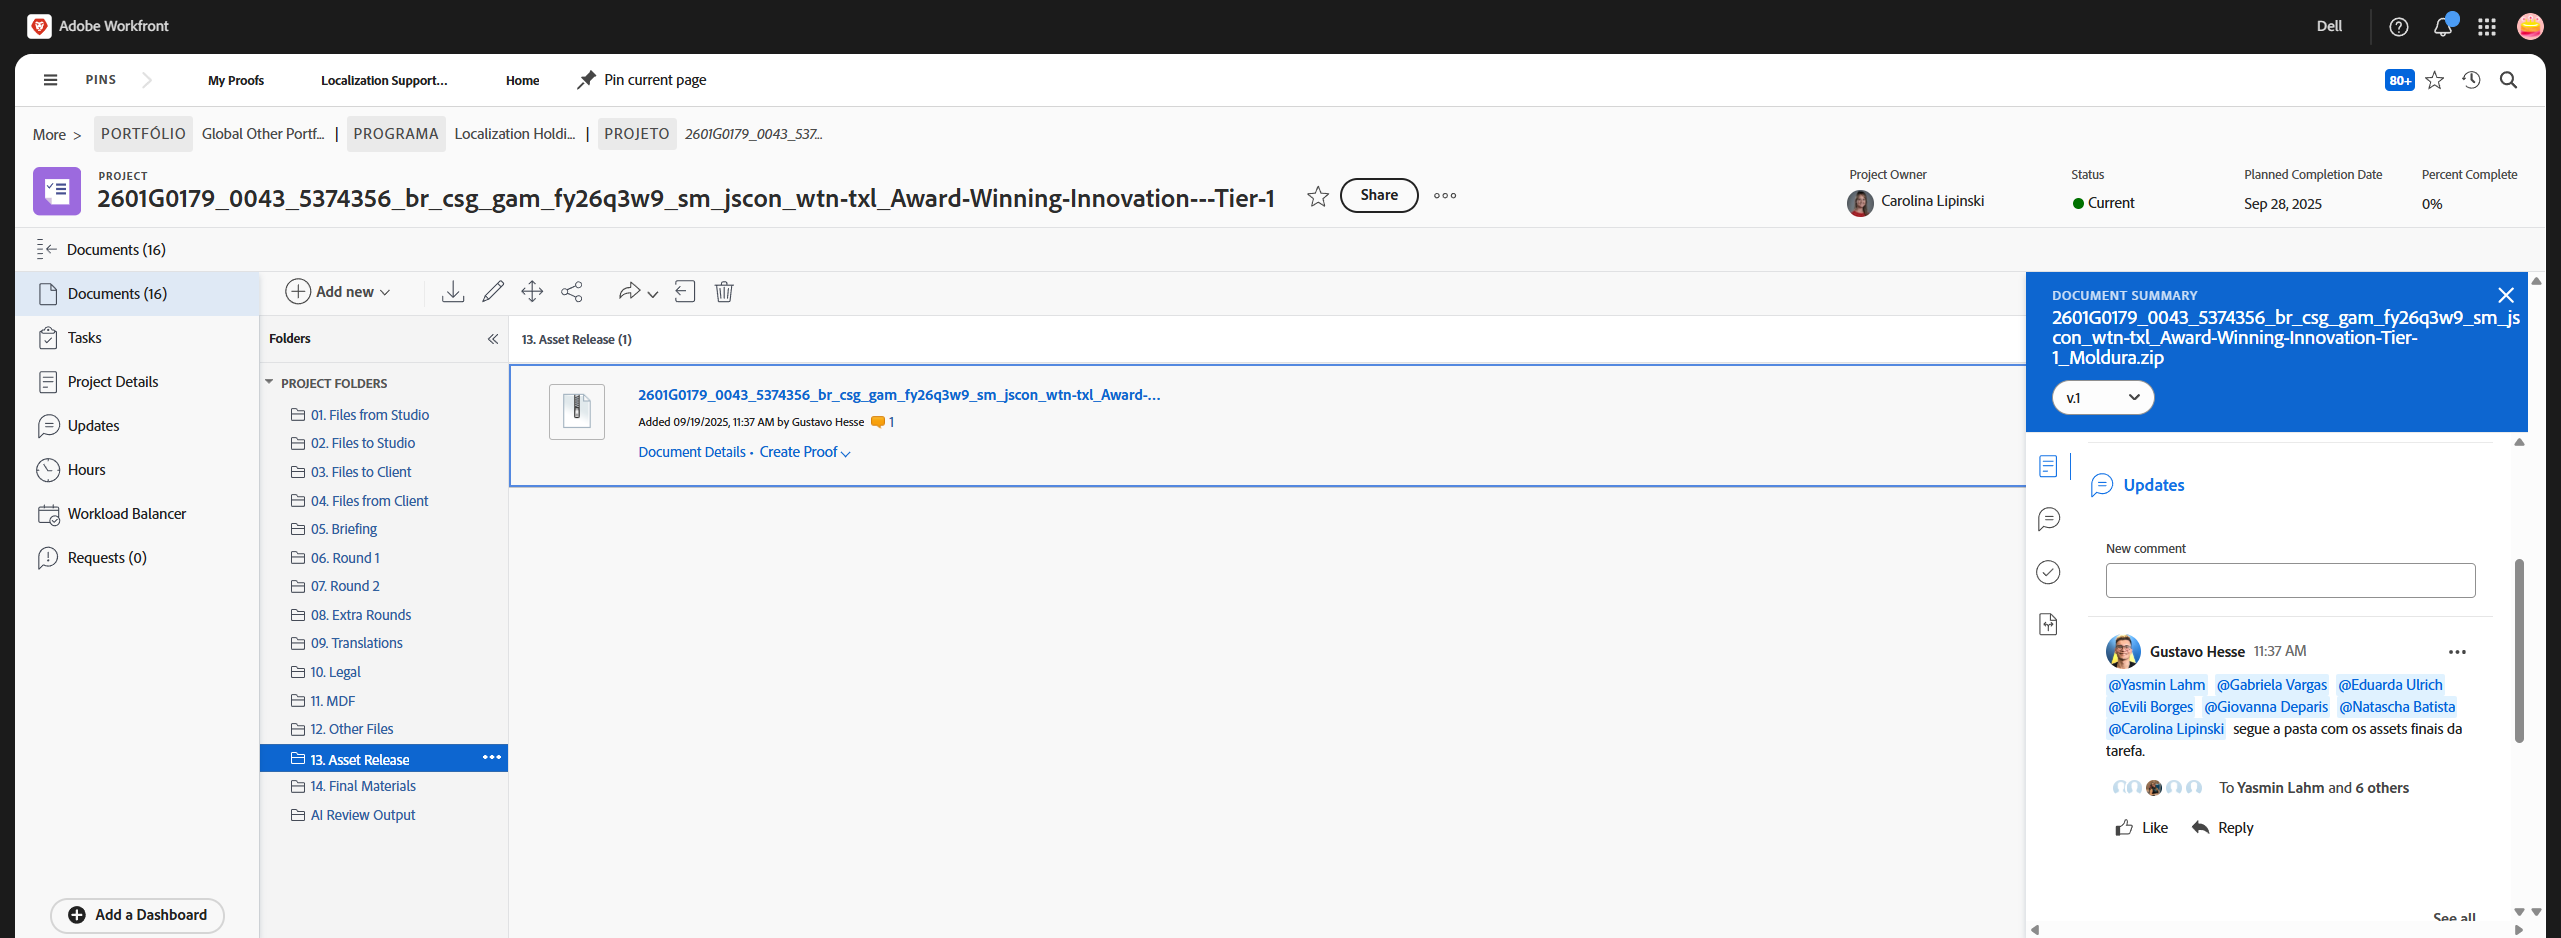 Adobe Workfront
Dell
PINS
My Proofs
Localization Support...
Home
Pin current page
80+
More >
PORTFÓLIO
Global Other Portf...
|
PROGRAMA
Localization Holdi...
|
PROJETO
2601G0179_0043_537...
PROJECT
2601G0179_0043_5374356_br_csg_gam_fy26q3w9_sm_jscon_wtn-txl_Award-Winning-Innovation---Tier-1
Share
Project Owner
Carolina Lipinski
Status
Current
Planned Completion Date
Sep 28, 2025
Percent Complete
0%
Documents (16)
Documents (16)
Tasks
Project Details
Updates
Hours
Workload Balancer
Requests (0)
Add a Dashboard
Add new
Folders
PROJECT FOLDERS
01. Files from Studio
02. Files to Studio
03. Files to Client
04. Files from Client
05. Briefing
06. Round 1
07. Round 2
08. Extra Rounds
09. Translations
10. Legal
11. MDF
12. Other Files
13. Asset Release
14. Final Materials
AI Review Output
13. Asset Release (1)
2601G0179_0043_5374356_br_csg_gam_fy26q3w9_sm_jscon_wtn-txl_Award-...
Added 09/19/2025, 11:37 AM by Gustavo Hesse 1
Document Details • Create Proof
DOCUMENT SUMMARY
2601G0179_0043_5374356_br_csg_gam_fy26q3w9_sm_js
con_wtn-txl_Award-Winning-Innovation-Tier-
1_Moldura.zip
v.1
Updates
New comment
Gustavo Hesse 11:37 AM
@Yasmin Lahm @Gabriela Vargas @Eduarda Ulrich
@Evili Borges @Giovanna Deparis @Natascha Batista
@Carolina Lipinski segue a pasta com os assets finais da
tarefa.
To Yasmin Lahm and 6 others
Like
Reply
See all